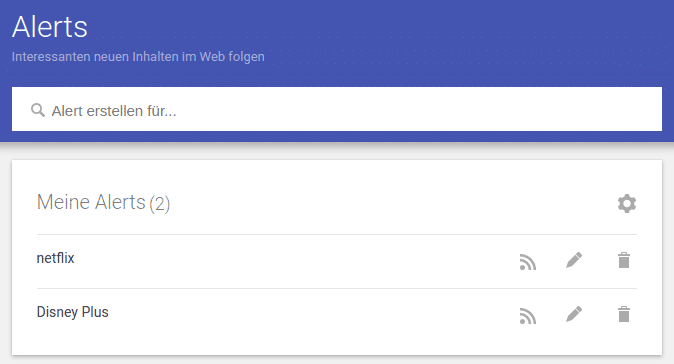 Alerts
Interessanten neuen Inhalten im Web folgen
Alert erstellen für...
Meine Alerts (2)
netflix
Disney Plus